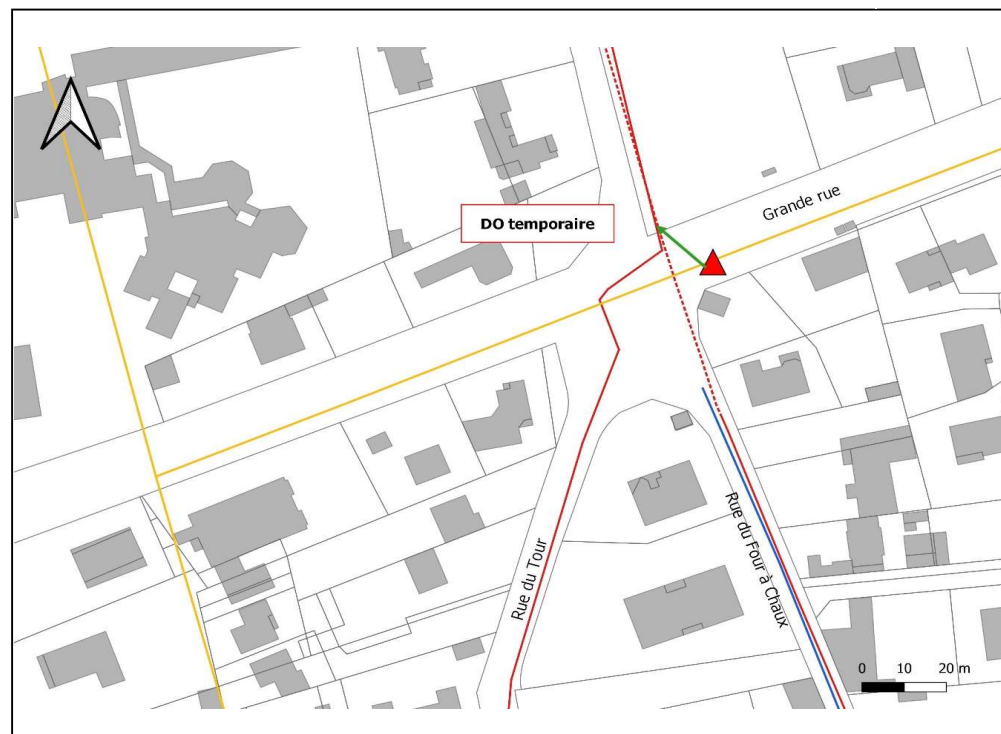 DO temporaire
Grande rue
Rue du Tour
Rue du Four à Chaux
0 10 20 m